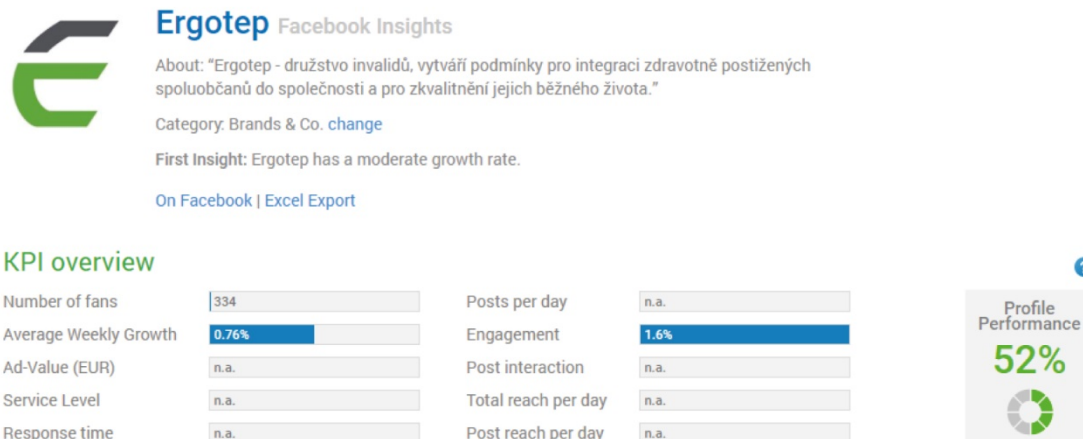 Ergotep Facebook Insights
About: “Ergotep - družstvo invalidů, vytváří podmínky pro integraci zdravotně postižených
spoluobčanů do společnosti a pro zkvalitnění jejich běžného života.”
Category: Brands & Co. change
First Insight: Ergotep has a moderate growth rate.
On Facebook | Excel Export
KPI overview
Number of fans 334 Posts per day n.a.
Average Weekly Growth 0.76% Engagement 1.6%
Ad-Value (EUR) n.a. Post interaction n.a.
Service Level n.a. Total reach per day n.a.
Response time n.a. Post reach per day n.a.
Profile
Performance
52%